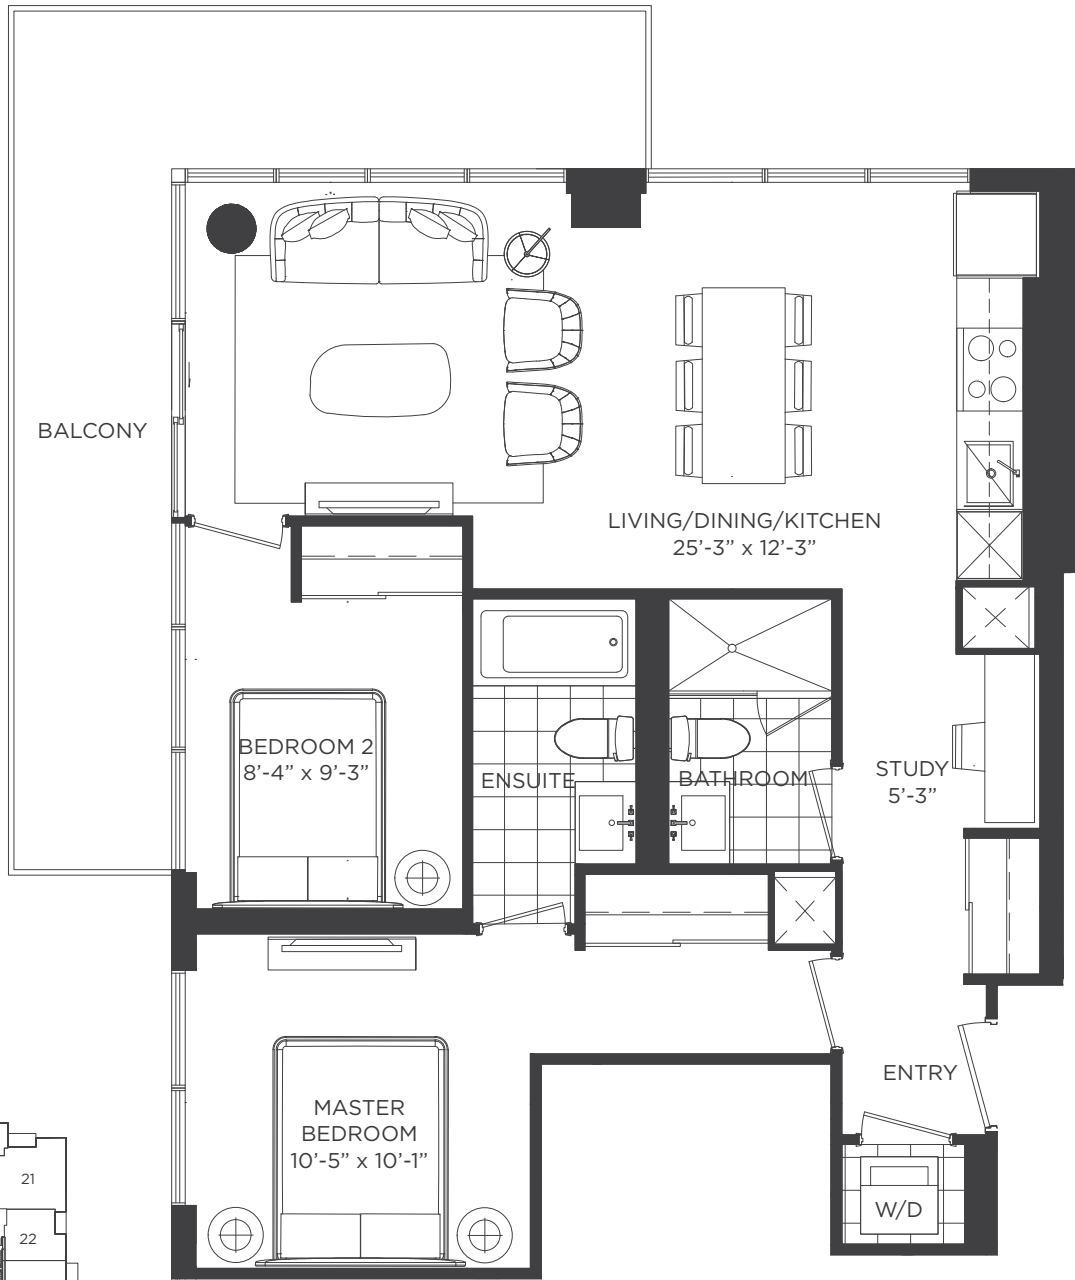 BALCONY
LIVING/DINING/KITCHEN
25’-3” x 12’-3”
BEDROOM 2
8’-4” x 9’-3”
ENSUITE
BATHROOM
STUDY
5’-3”
ENTRY
MASTER
BEDROOM
10’-5” x 10’-1”
W/D
21
22